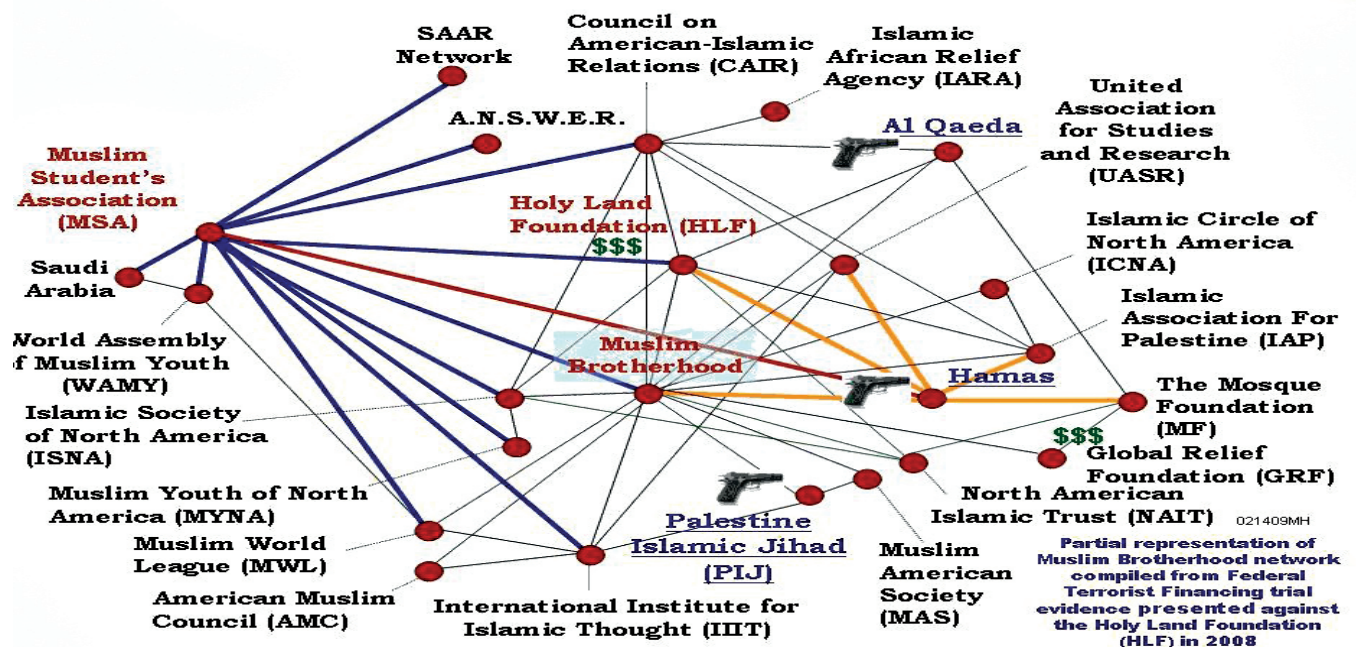 SAAR
Network
Council on
American-Islamic
Relations (CAIR)
Islamic
African Relief
Agency (IARA)
United
Association
for Studies
and Research
(UASR)
A.N.S.W.E.R.
Al Qaeda
Muslim
Student's
Association
(MSA)
Holy Land
Foundation (HLF)
$$$
Islamic Circle of
North America
(ICNA)
Saudi
Arabia
Islamic
Association For
Palestine (IAP)
World Assembly
f Muslim Youth
(WAMY)
Muslim
Brotherhood
Hamas
The Mosque
Foundation
(MF)
Islamic Society
of North America
(ISNA)
$$$
Global Relief
Foundation (GRF)
Muslim Youth of North
America (MYNA)
North American
Islamic Trust (NAIT)
021409MH
Palestine
Islamic Jihad
(PIJ)
Muslim World
League (MWL)
Muslim
American
Society
(MAS)
American Muslim
Council (AMC)
International Institute for
Islamic Thought (IIIT)
Partial representation of
Muslim Brotherhood network
compiled from Federal
Terrorist Financing trial
evidence presented against
the Holy Land Foundation
(HLF) in 2008